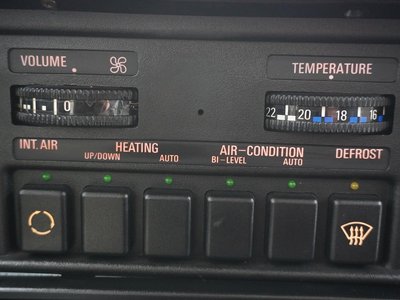 VOLUME
TEMPERATURE
0
22 20 18 16
INT. AIR HEATING AIR-CONDITION DEFROST
UP/DOWN AUTO BI-LEVEL AUTO